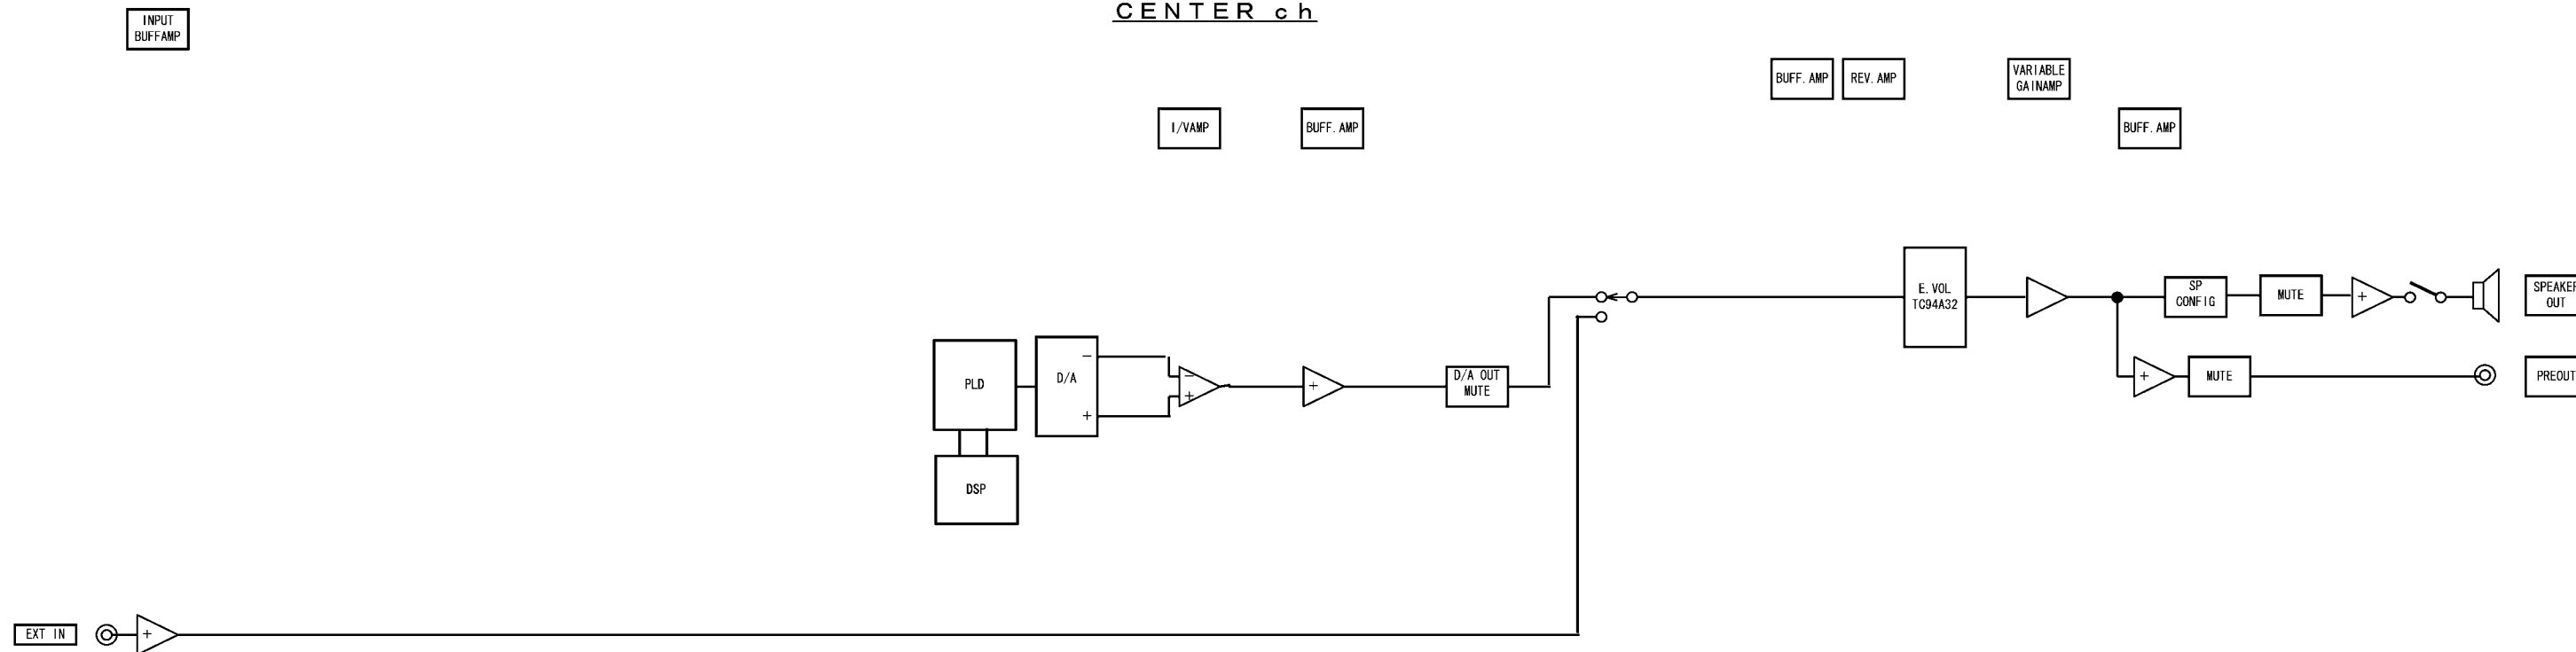 CENTER ch
INPUT
BUFFAMP
BUFF. AMP
REV. AMP
VARIABLE
GAINAMP
I/VAMP
BUFF. AMP
BUFF. AMP
E. VOL
TC94A32
SP
CONFIG
MUTE
+
SPEAKER
OUT
PLD
D/A
−
+
−
+
+
D/A OUT
MUTE
+
MUTE
PREOUT
DSP
EXT IN
+